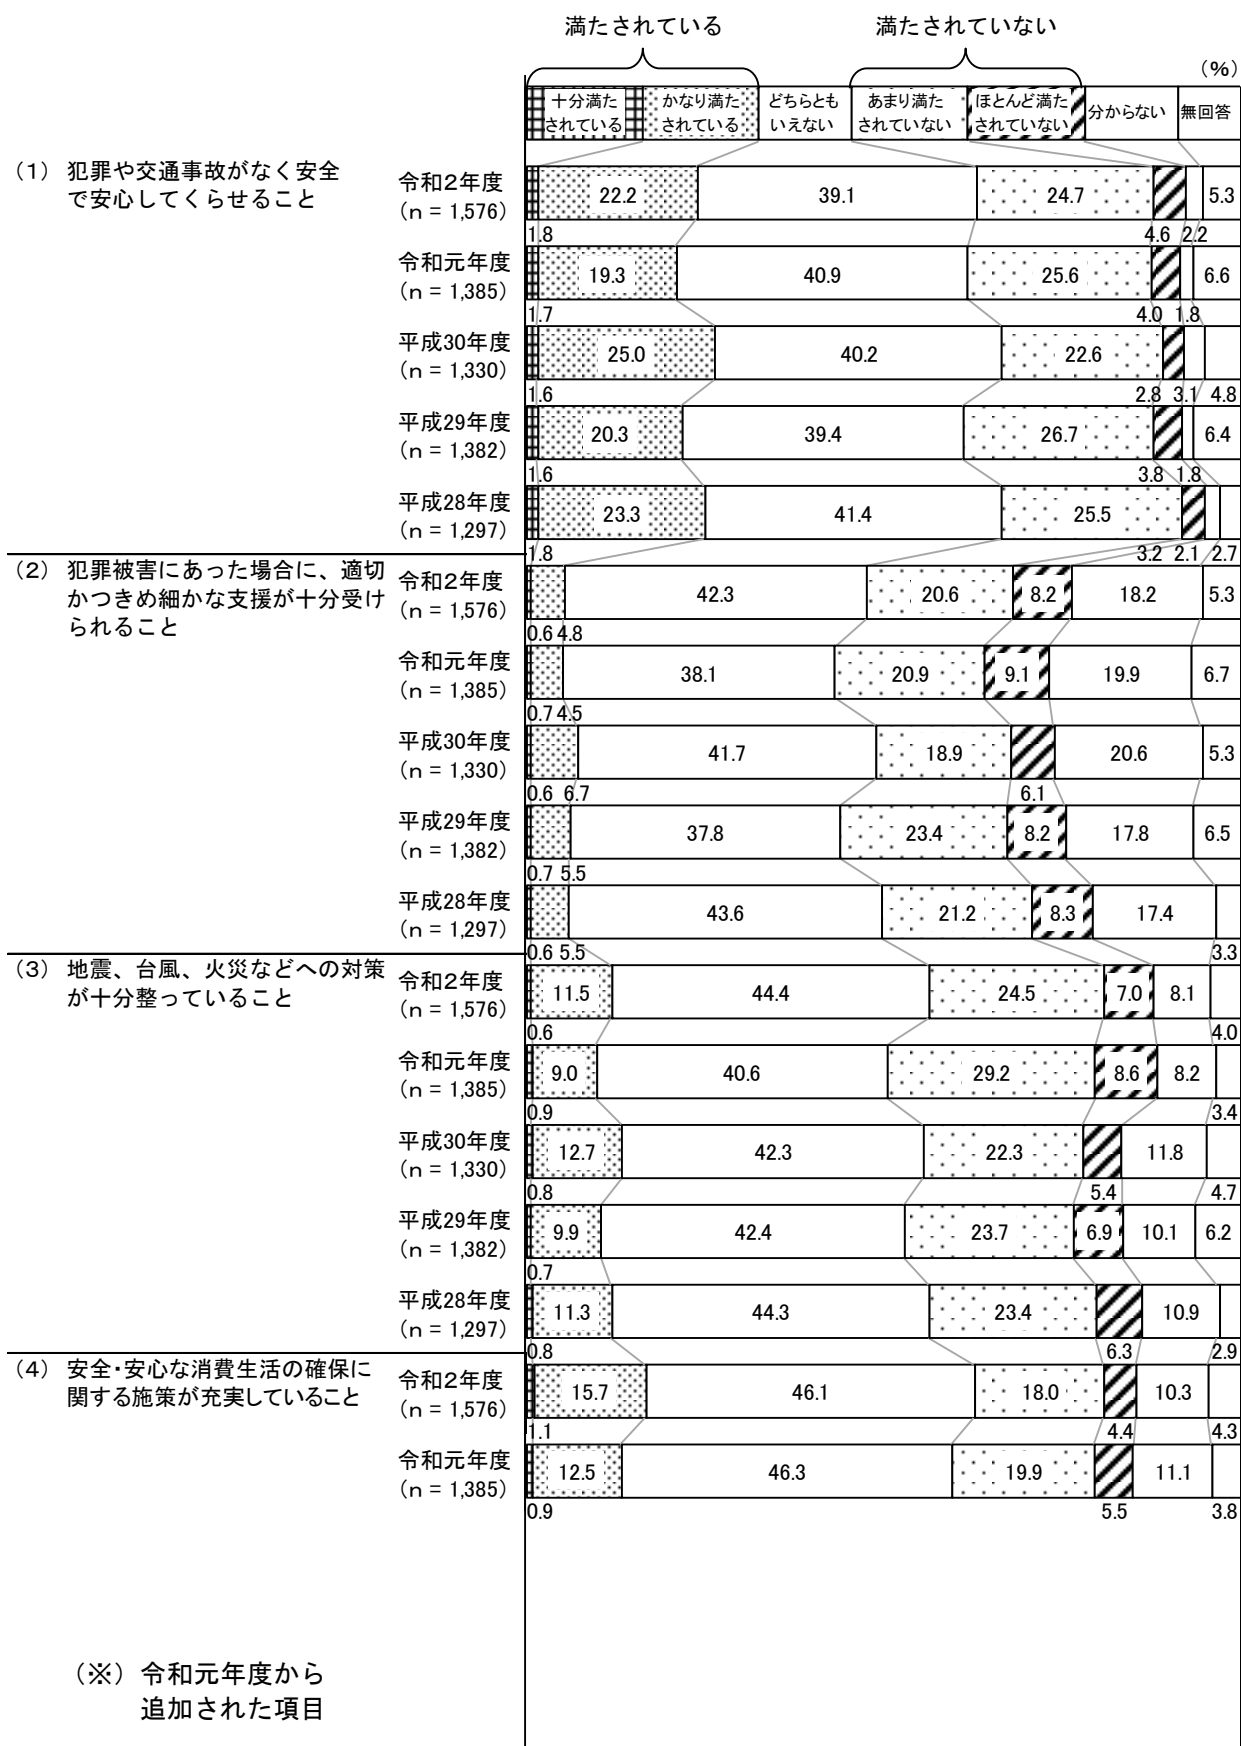 満たされている 満たされていない
(%)
十分満た かなり満た どちらとも あまり満た ほとんど満た 分からない 無回答
されている されている いえない されていない されていない
(1) 犯罪や交通事故がなく安全
で安心してくらせること
令和2年度
(n = 1,576)
22.2 39.1 24.7 5.3
1.8 4.6 2.2
令和元年度
(n = 1,385)
19.3 40.9 25.6 6.6
1.7 4.0 1.8
平成30年度
(n = 1,330)
25.0 40.2 22.6
1.6 2.8 3.1 4.8
平成29年度
(n = 1,382)
20.3 39.4 26.7 6.4
1.6 3.8 1.8
平成28年度
(n = 1,297)
23.3 41.4 25.5
1.8 3.2 2.1 2.7
(2) 犯罪被害にあった場合に、適切
かつきめ細かな支援が十分受け
られること
令和2年度
(n = 1,576)
42.3 20.6 8.2 18.2 5.3
0.6 4.8
令和元年度
(n = 1,385)
38.1 20.9 9.1 19.9 6.7
0.7 4.5
平成30年度
(n = 1,330)
41.7 18.9 20.6 5.3
0.6 6.7 6.1
平成29年度
(n = 1,382)
37.8 23.4 8.2 17.8 6.5
0.7 5.5
平成28年度
(n = 1,297)
43.6 21.2 8.3 17.4
0.6 5.5 3.3
(3) 地震、台風、火災などへの対策
が十分整っていること
令和2年度
(n = 1,576)
11.5 44.4 24.5 7.0 8.1
0.6 4.0
令和元年度
(n = 1,385)
9.0 40.6 29.2 8.6 8.2
0.9 3.4
平成30年度
(n = 1,330)
12.7 42.3 22.3 11.8
0.8 5.4 4.7
平成29年度
(n = 1,382)
9.9 42.4 23.7 6.9 10.1 6.2
0.7
平成28年度
(n = 1,297)
11.3 44.3 23.4 10.9
0.8 6.3 2.9
(4) 安全・安心な消費生活の確保に
関する施策が充実していること
令和2年度
(n = 1,576)
15.7 46.1 18.0 10.3
1.1 4.4 4.3
令和元年度
(n = 1,385)
12.5 46.3 19.9 11.1
0.9 5.5 3.8
(※) 令和元年度から
追加された項目